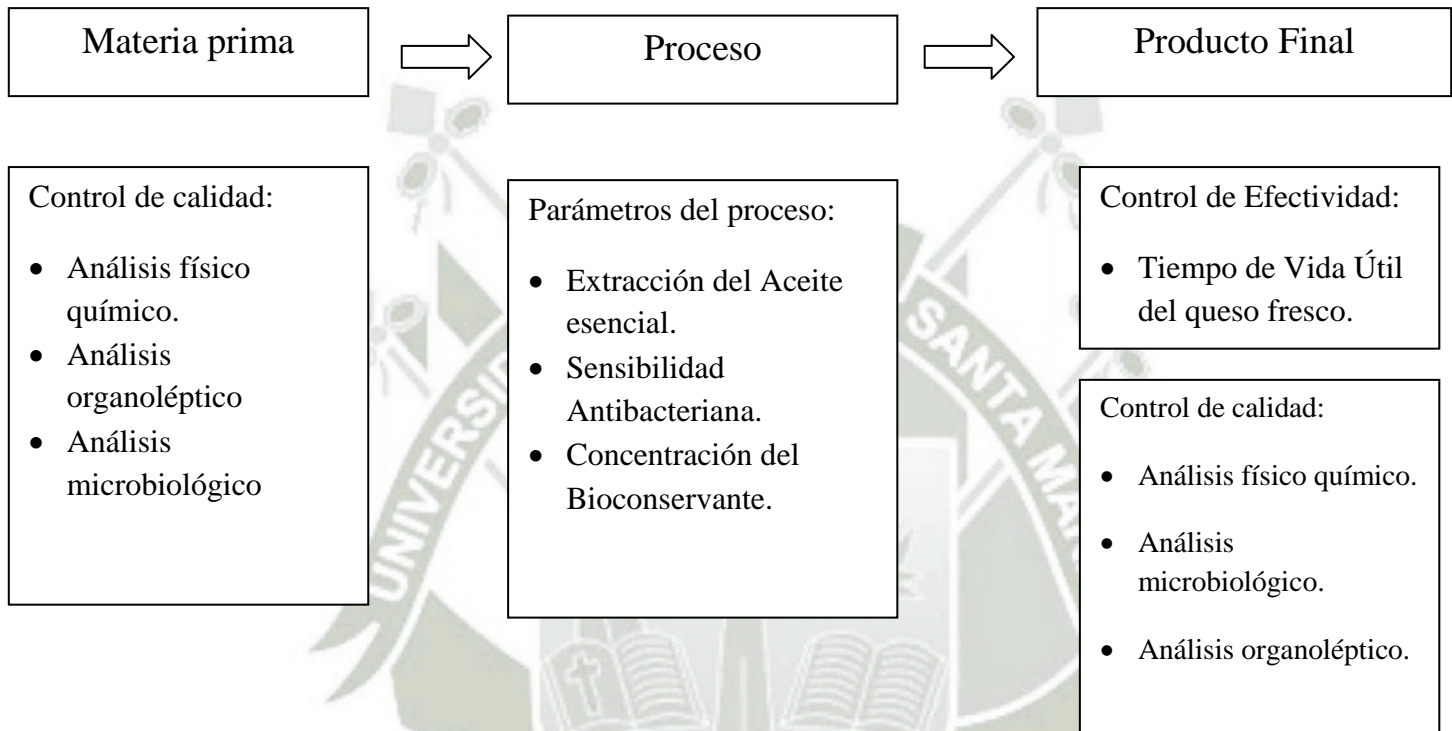 Materia prima
Proceso
Producto Final
Control de calidad:
• Análisis físico
químico.
• Análisis
organoléptico
• Análisis
microbiológico
Parámetros del proceso:
• Extracción del Aceite
esencial.
• Sensibilidad
Antibacteriana.
• Concentración del
Bioconservante.
Control de Efectividad:
• Tiempo de Vida Útil
del queso fresco.
Control de calidad:
• Análisis físico químico.
• Análisis
microbiológico.
• Análisis organoléptico.
SANTA